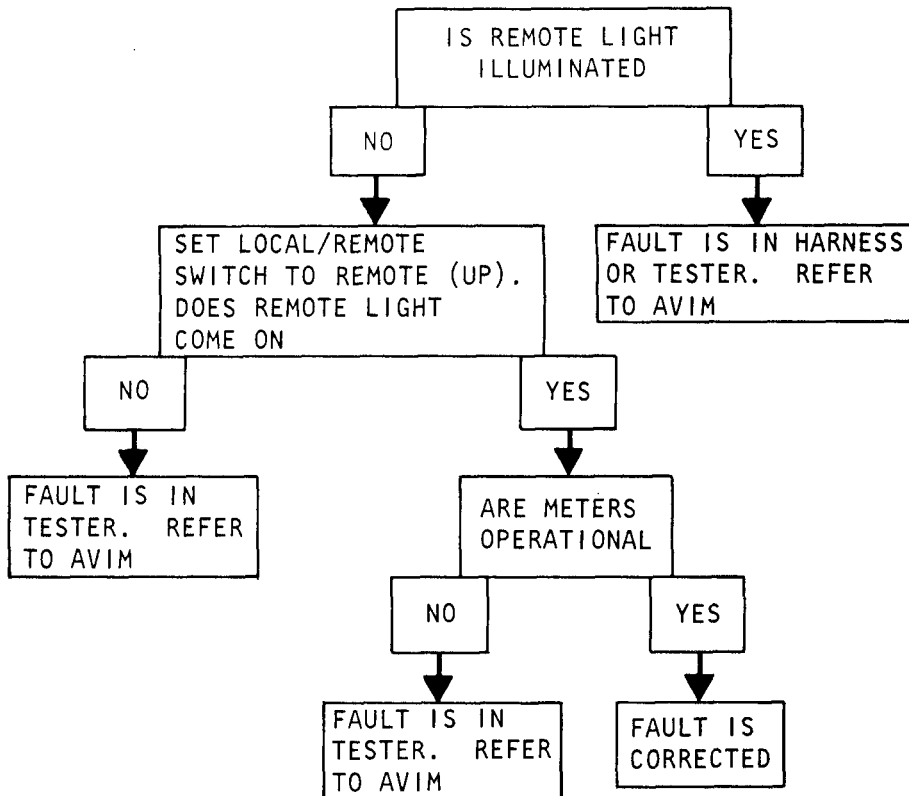 IS REMOTE LIGHT
ILLUMINATED
NO
YES
SET LOCAL/REMOTE
SWITCH TO REMOTE (UP).
DOES REMOTE LIGHT
COME ON
FAULT IS IN HARNESS
OR TESTER. REFER
TO AVIM
NO
YES
FAULT IS IN
TESTER. REFER
TO AVIM
ARE METERS
OPERATIONAL
NO
YES
FAULT IS IN
TESTER. REFER
TO AVIM
FAULT IS
CORRECTED